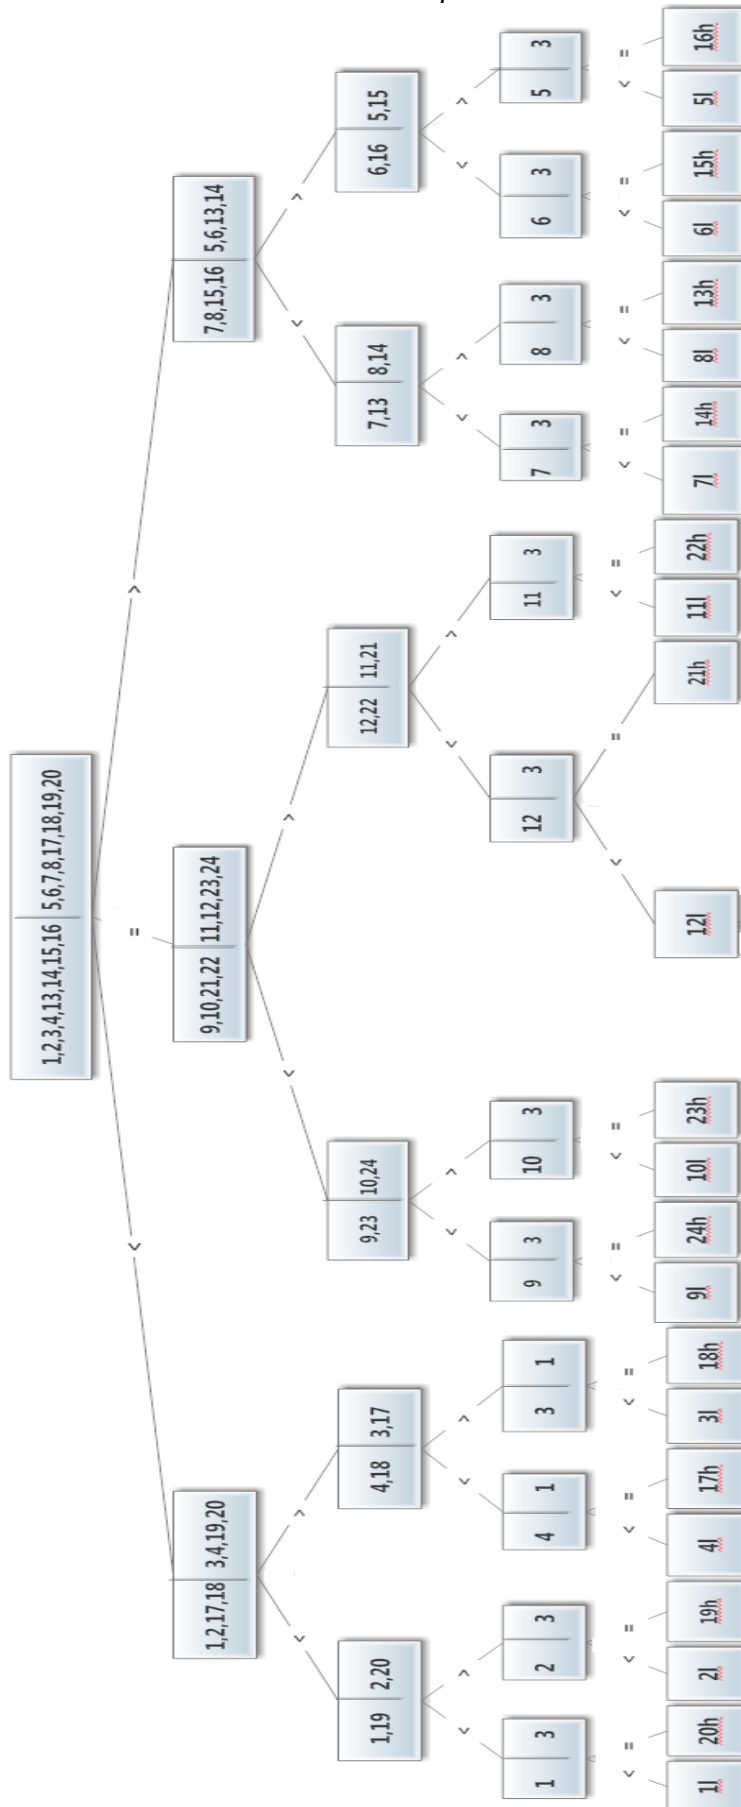 1,2,3,4,13,14,15,16 5,6,7,8,17,18,19,20
<
=
>
1,2,17,18 3,4,19,20
9,10,21,22 11,12,23,24
7,8,15,16 5,6,13,14
<
>
<
>
<
>
1,19 2,20
4,18 3,17
9,23 10,24
12,22 11,21
7,13 8,14
6,16 5,15
<
>
<
>
<
>
<
>
<
>
<
>
1 3
2 3
4 1
3 1
9 3
10 3
12 3
11 3
7 3
8 3
6 3
5 3
<
=
<
=
<
=
<
=
<
=
<
=
<
=
<
=
<
=
<
=
<
=
<
=
1l
20h
2l
19h
4l
17h
3l
18h
9l
24h
10l
23h
12l
21h
11l
22h
7l
14h
8l
13h
6l
15h
5l
16h